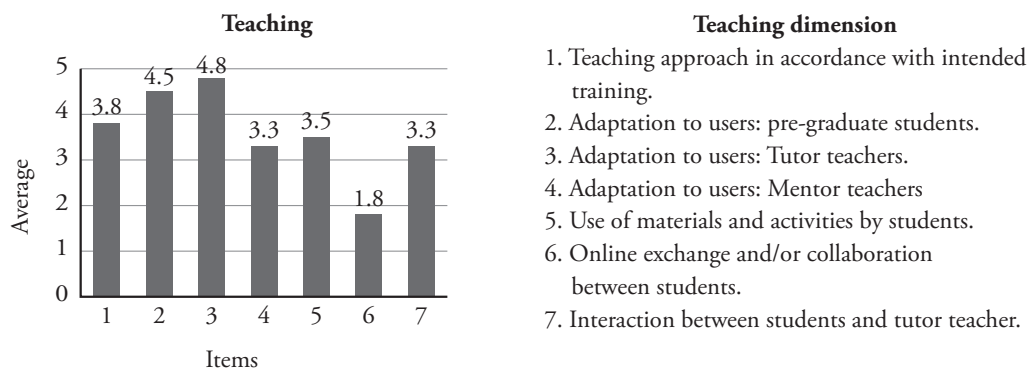 Teaching
5
4
3
2
1
0
3.8
4.5
4.8
3.3
3.5
1.8
3.3
1 2 3 4 5 6 7
Average
Items
Teaching dimension
1. Teaching approach in accordance with intended
training.
2. Adaptation to users: pre-graduate students.
3. Adaptation to users: Tutor teachers.
4. Adaptation to users: Mentor teachers
5. Use of materials and activities by students.
6. Online exchange and/or collaboration
between students.
7. Interaction between students and tutor teacher.